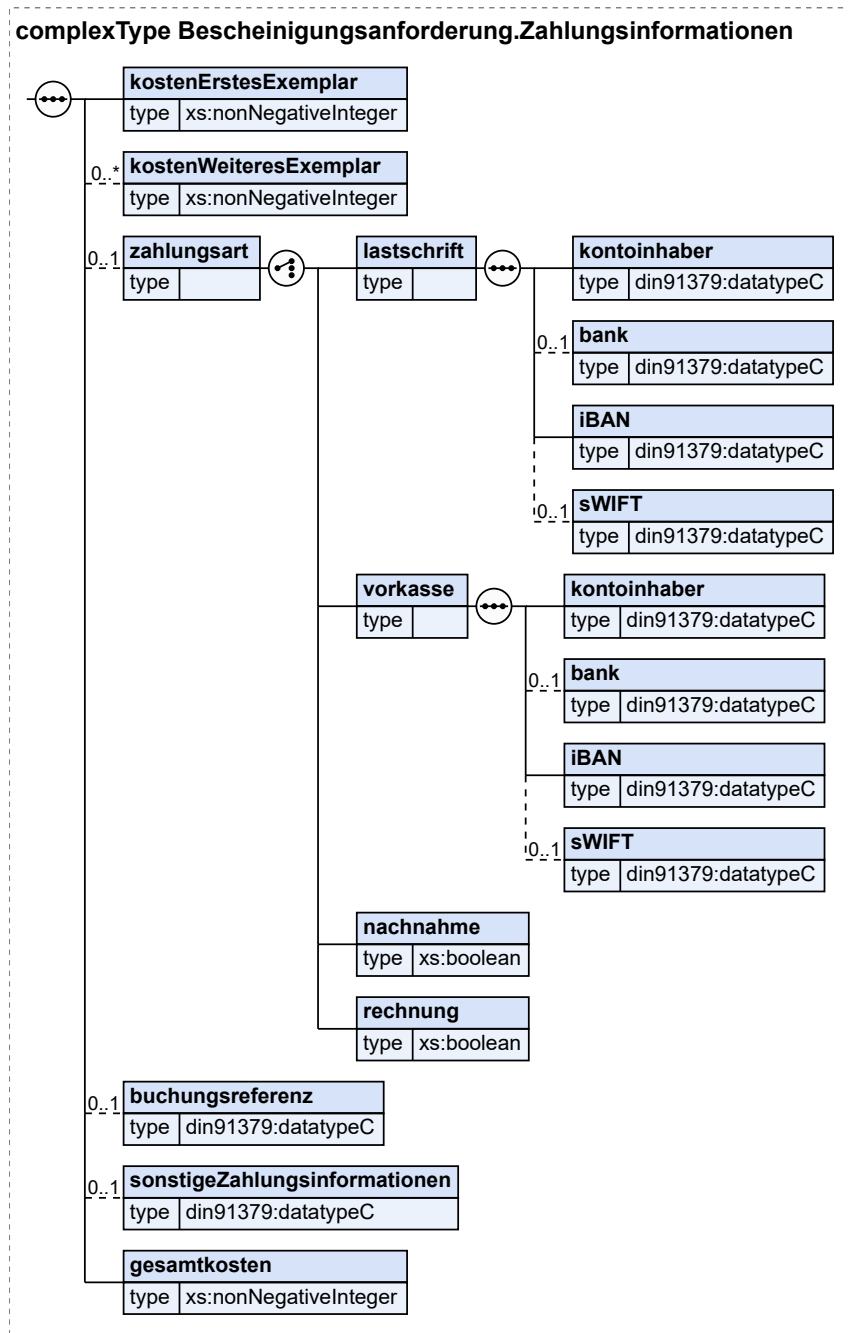 complexType Bescheinigungsanforderung.Zahlungsinformationen
kostenErstesExemplar
type xs:nonNegativeInteger
0..* kostenWeiteresExemplar
type xs:nonNegativeInteger
0..1 zahlungsart
type
lastschrift
type
kontoinhaber
type din91379:datatypeC
0..1 bank
type din91379:datatypeC
iBAN
type din91379:datatypeC
0..1 sWIFT
type din91379:datatypeC
vorkasse
type
kontoinhaber
type din91379:datatypeC
0..1 bank
type din91379:datatypeC
iBAN
type din91379:datatypeC
0..1 sWIFT
type din91379:datatypeC
nachnahme
type xs:boolean
rechnung
type xs:boolean
0..1 buchungsreferenz
type din91379:datatypeC
0..1 sonstigeZahlungsinformationen
type din91379:datatypeC
gesamtkosten
type xs:nonNegativeInteger